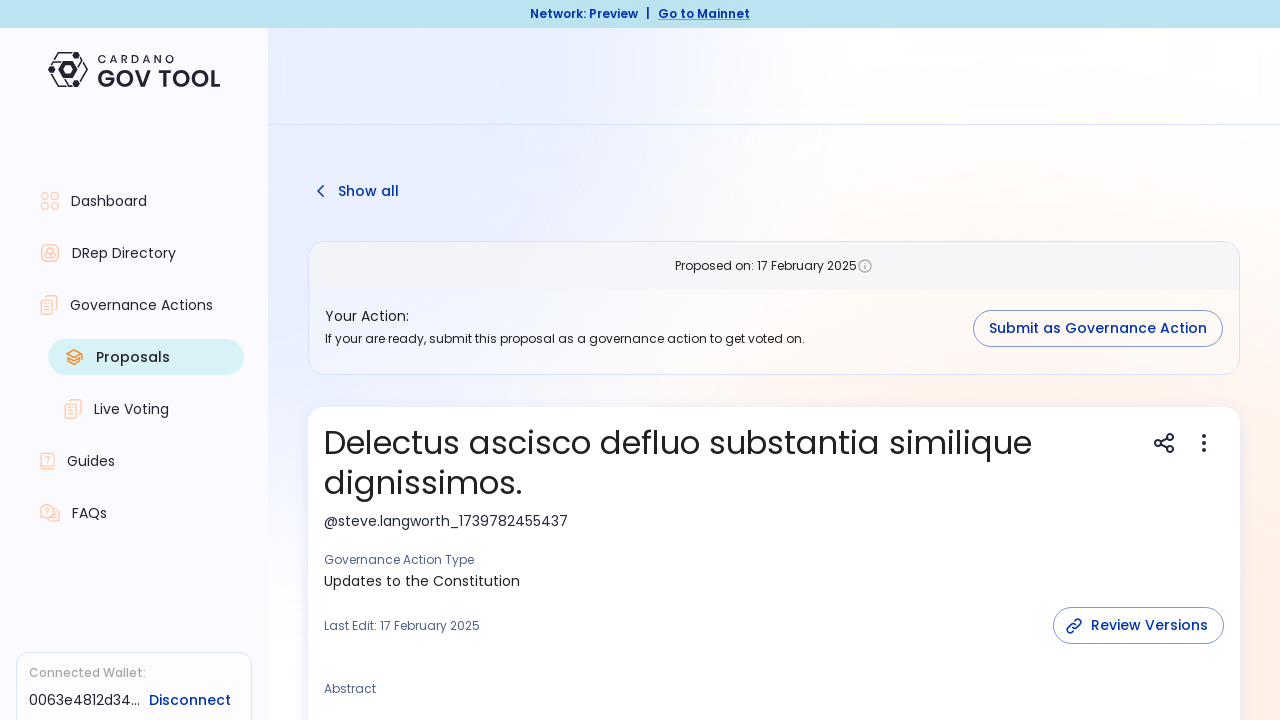 Network: Preview | Go to Mainnet
CARDANO
GOV TOOL
Dashboard
DRep Directory
Governance Actions
Proposals
Live Voting
Guides
FAQs
Connected Wallet:
0063e4812d34... Disconnect
Show all
Proposed on: 17 February 2025
Your Action:
If your are ready, submit this proposal as a governance action to get voted on.
Submit as Governance Action
Delectus ascisco defluo substantia similique
dignissimos.
@steve.langworth_1739782455437
Governance Action Type
Updates to the Constitution
Last Edit: 17 February 2025
Review Versions
Abstract